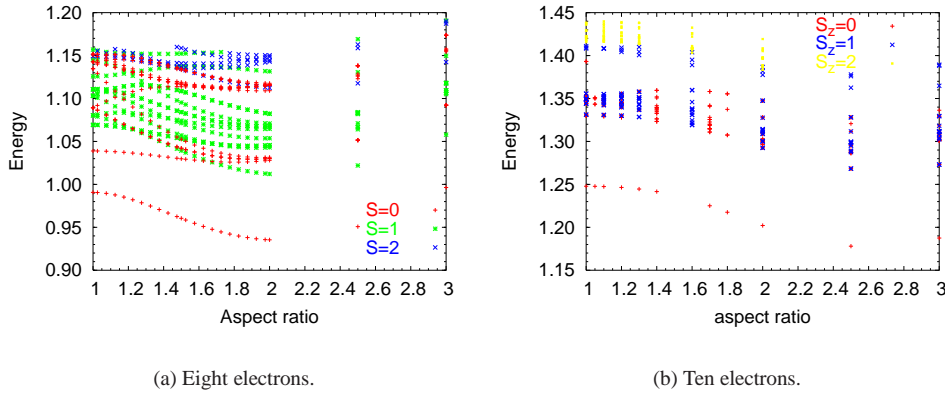 1.20
1.15
1.10
1.05
1.00
0.95
0.90
Energy
S=0
S=1
S=2
1 1.2 1.4 1.6 1.8 2 2.2 2.4 2.6 2.8 3
Aspect ratio
(a) Eight electrons.
1.45
1.40
1.35
1.30
1.25
1.20
1.15
Energy
S_z=0
S_z=1
S_z=2
1 1.2 1.4 1.6 1.8 2 2.2 2.4 2.6 2.8 3
aspect ratio
(b) Ten electrons.